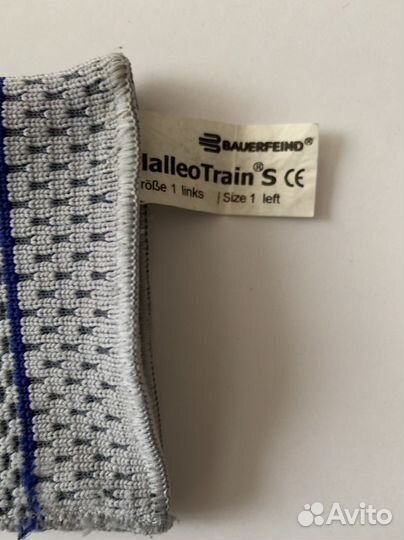 BAUERFEIND®
alleoTrain® S CE
röße 1 links | Size 1 left
Avito